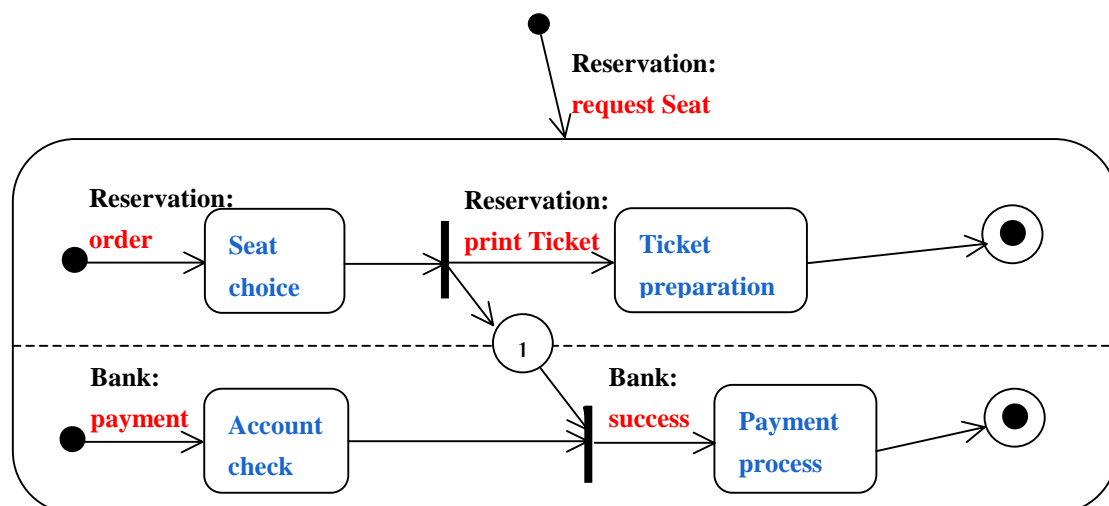 Reservation:
request Seat
Reservation:
order
Seat
choice
Reservation:
print Ticket
Ticket
preparation
1
Bank:
payment
Account
check
Bank:
success
Payment
process